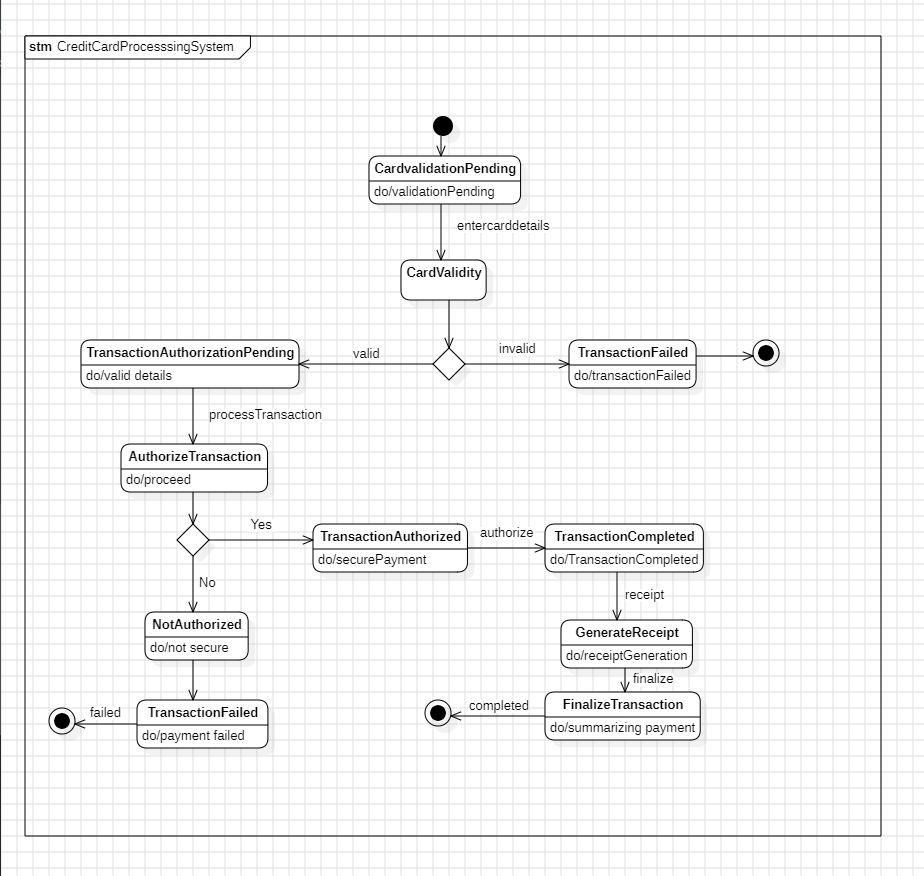 stm CreditCardProcesssingSystem
CardvalidationPending
do/validationPending
entercarddetails
CardValidity
valid
invalid
TransactionAuthorizationPending
do/valid details
TransactionFailed
do/transactionFailed
processTransaction
AuthorizeTransaction
do/proceed
Yes
TransactionAuthorized
do/securePayment
authorize
TransactionCompleted
do/TransactionCompleted
No
receipt
NotAuthorized
do/not secure
GenerateReceipt
do/receiptGeneration
finalize
failed
TransactionFailed
do/payment failed
completed
FinalizeTransaction
do/summarizing payment